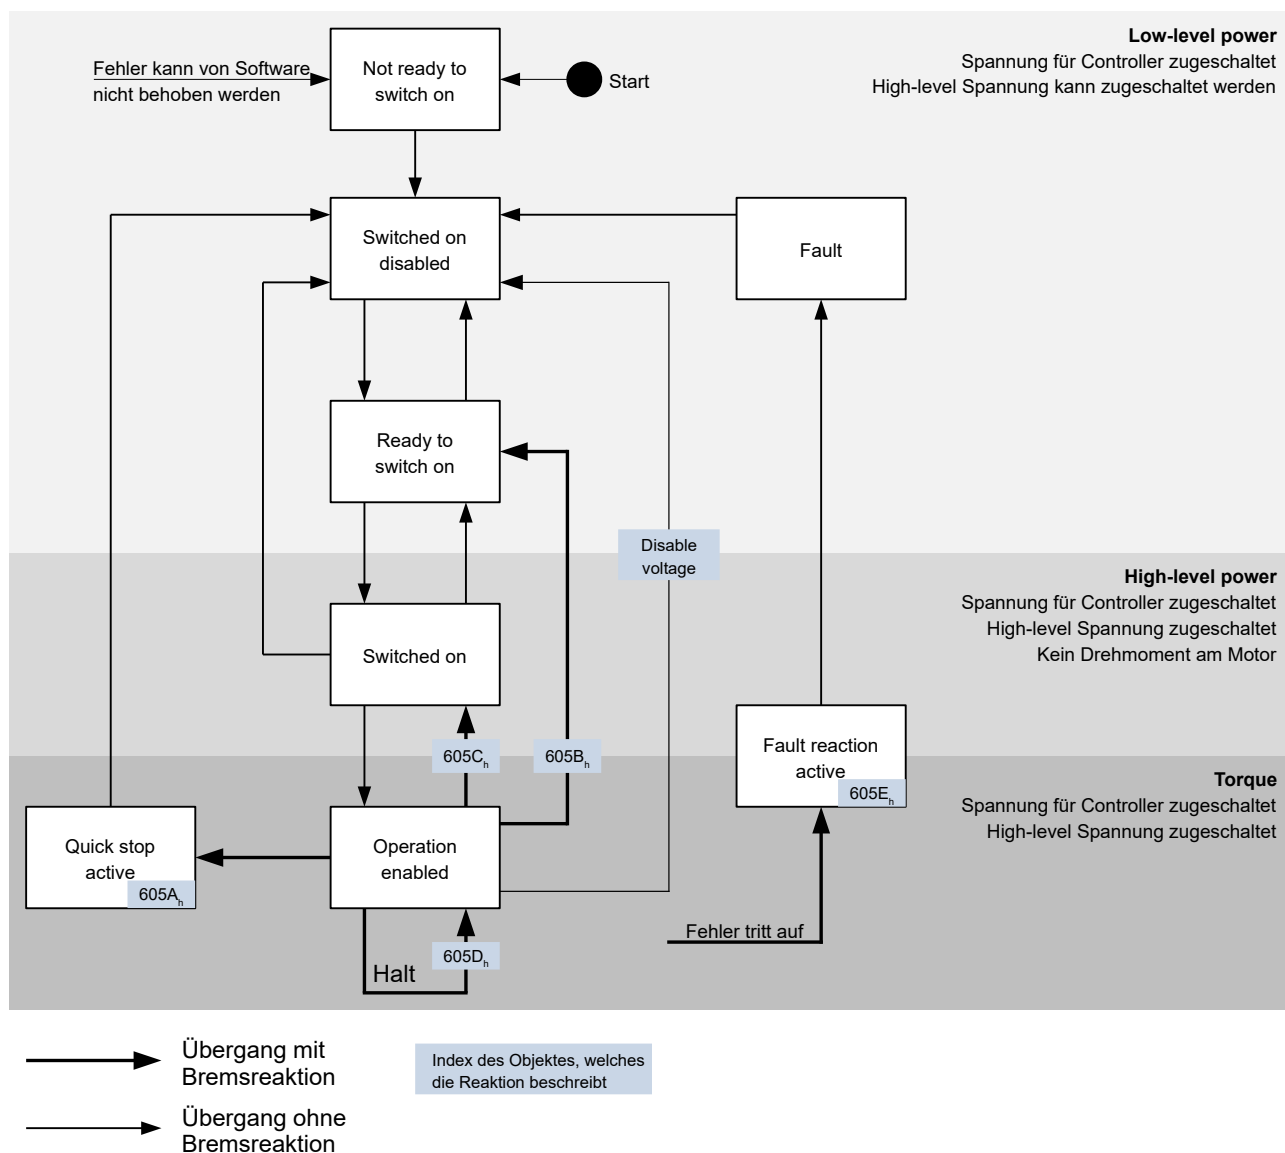 Low-level power
Spannung für Controller zugeschaltet
High-level Spannung kann zugeschaltet werden
Fehler kann von Software
nicht behoben werden
Not ready to
switch on
Start
Switched on
disabled
Fault
Ready to
switch on
Disable
voltage
High-level power
Spannung für Controller zugeschaltet
High-level Spannung zugeschaltet
Kein Drehmoment am Motor
Switched on
605Ch
605Bh
Fault reaction
active
605Eh
Torque
Spannung für Controller zugeschaltet
High-level Spannung zugeschaltet
Quick stop
active
605Ah
Operation
enabled
Fehler tritt auf
605Dh
Halt
Übergang mit
Bremsreaktion
Index des Objektes, welches
die Reaktion beschreibt
Übergang ohne
Bremsreaktion